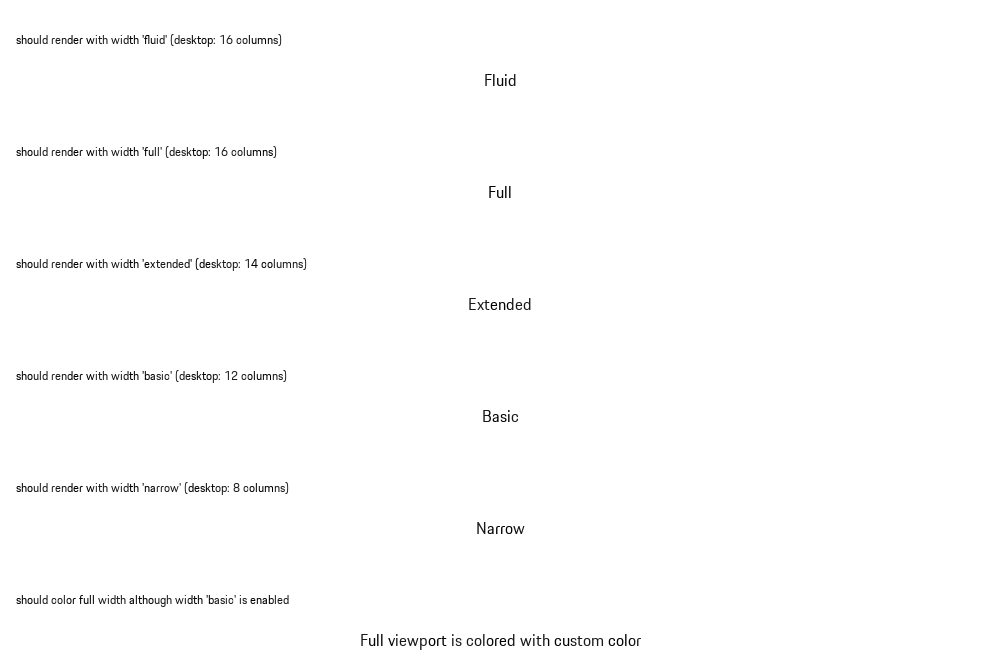 should render with width 'fluid' (desktop: 16 columns)
Fluid
should render with width 'full' (desktop: 16 columns)
Full
should render with width 'extended' (desktop: 14 columns)
Extended
should render with width 'basic' (desktop: 12 columns)
Basic
should render with width 'narrow' (desktop: 8 columns)
Narrow
should color full width although width 'basic' is enabled
Full viewport is colored with custom color